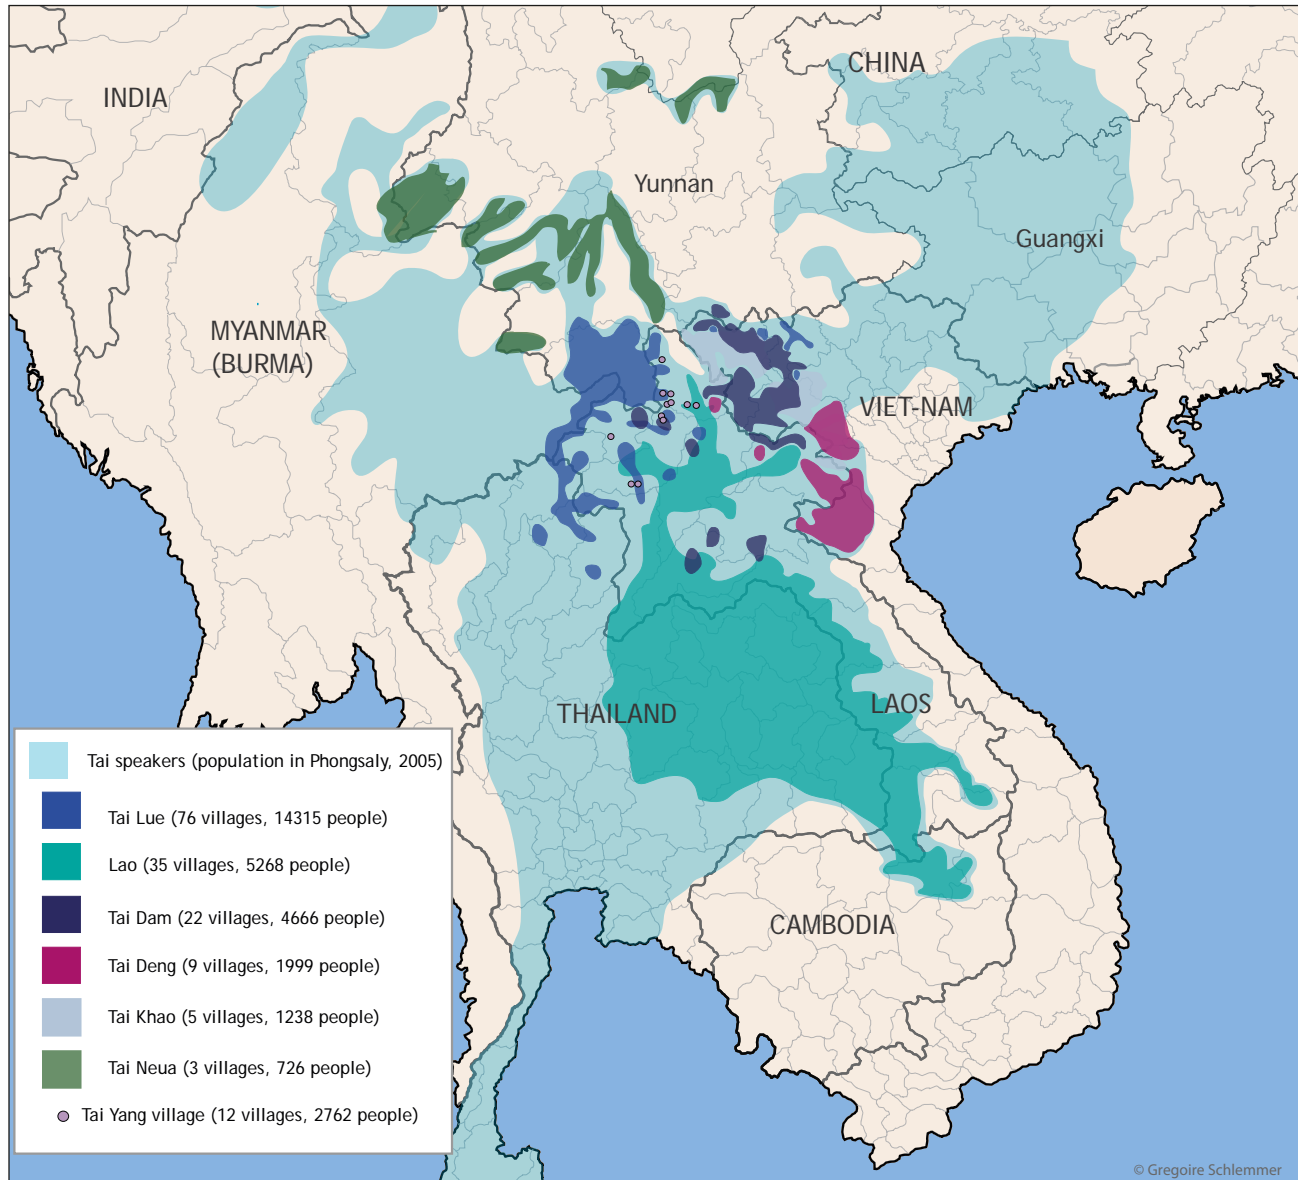 INDIA
CHINA
Yunnan
Guangxi
MYANMAR
(BURMA)
VIET-NAM
THAILAND
LAOS
CAMBODIA
Tai speakers (population in Phongsaly, 2005)
Tai Lue (76 villages, 14315 people)
Lao (35 villages, 5268 people)
Tai Dam (22 villages, 4666 people)
Tai Deng (9 villages, 1999 people)
Tai Khao (5 villages, 1238 people)
Tai Neua (3 villages, 726 people)
Tai Yang village (12 villages, 2762 people)
© Gregoire Schlemmer